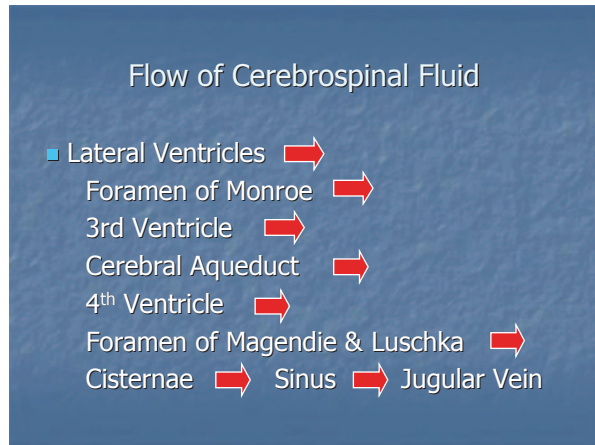 Flow of Cerebrospinal Fluid
Lateral Ventricles
Foramen of Monroe
3rd Ventricle
Cerebral Aqueduct
4th Ventricle
Foramen of Magendie & Luschka
Cisternae Sinus Jugular Vein